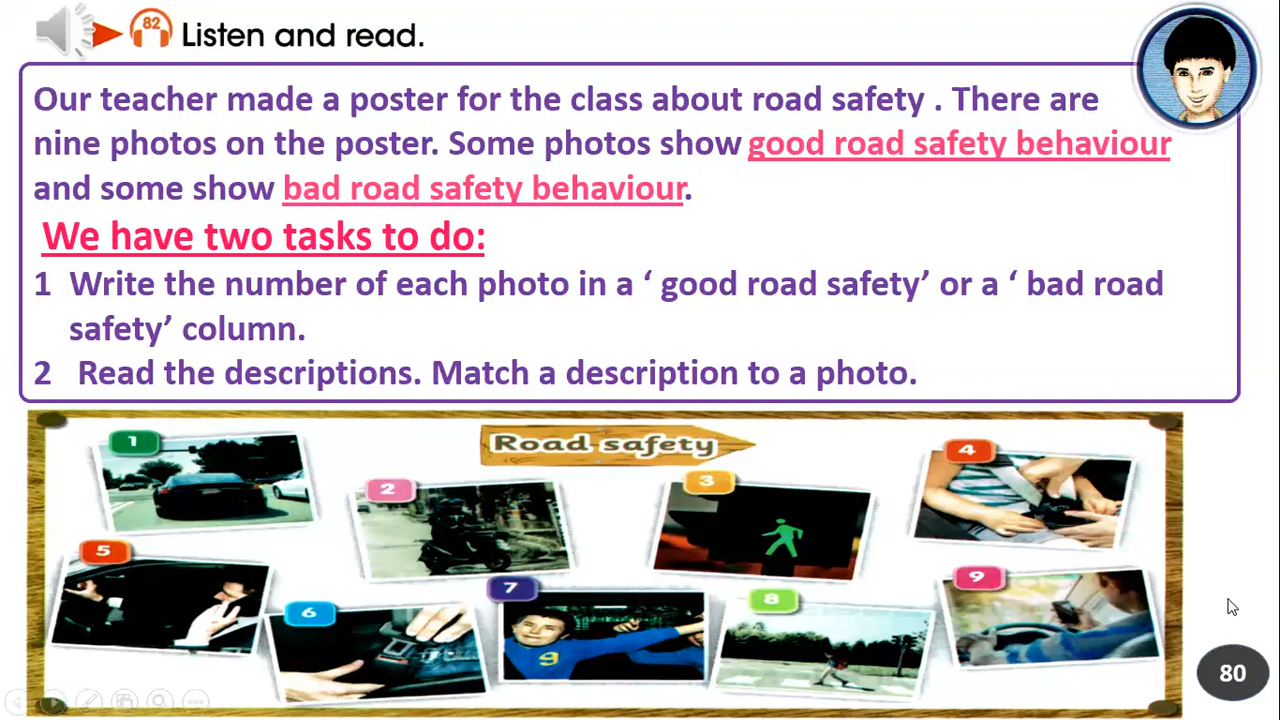 82 Listen and read.
Our teacher made a poster for the class about road safety . There are
nine photos on the poster. Some photos show good road safety behaviour
and some show bad road safety behaviour.
We have two tasks to do:
1 Write the number of each photo in a ‘ good road safety’ or a ‘ bad road
safety’ column.
2 Read the descriptions. Match a description to a photo.
Road safety
1
2
3
4
5
6
7
8
9
9
80